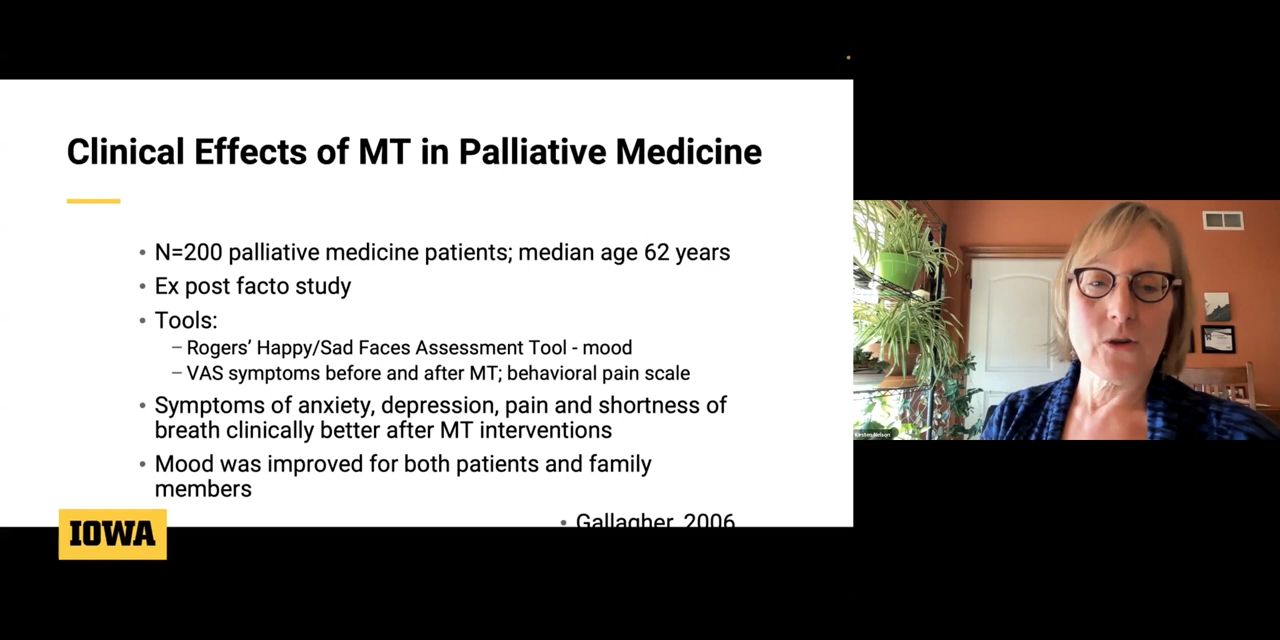 Clinical Effects of MT in Palliative Medicine
• N=200 palliative medicine patients; median age 62 years
• Ex post facto study
• Tools:
– Rogers’ Happy/Sad Faces Assessment Tool - mood
– VAS symptoms before and after MT; behavioral pain scale
• Symptoms of anxiety, depression, pain and shortness of
breath clinically better after MT interventions
• Mood was improved for both patients and family
members
• Gallagher, 2006
IOWA
Kirsten Nelson